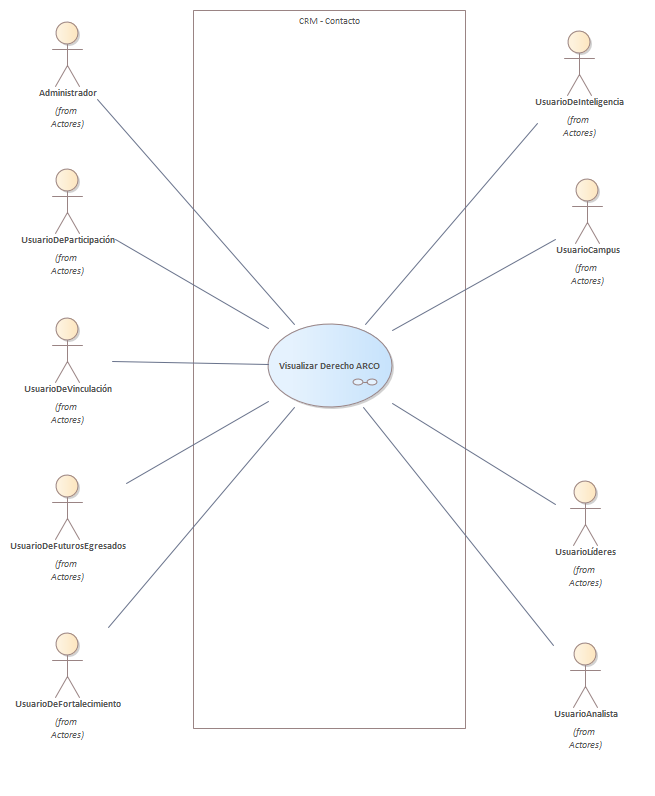 CRM - Contacto
Administrador
(from
Actores)
UsuarioDeParticipación
(from
Actores)
UsuarioDeVinculación
(from
Actores)
UsuarioDeFuturosEgresados
(from
Actores)
UsuarioDeFortalecimiento
(from
Actores)
Visualizar Derecho ARCO
UsuarioDeInteligencia
(from
Actores)
UsuarioCampus
(from
Actores)
UsuarioLíderes
(from
Actores)
UsuarioAnalista
(from
Actores)